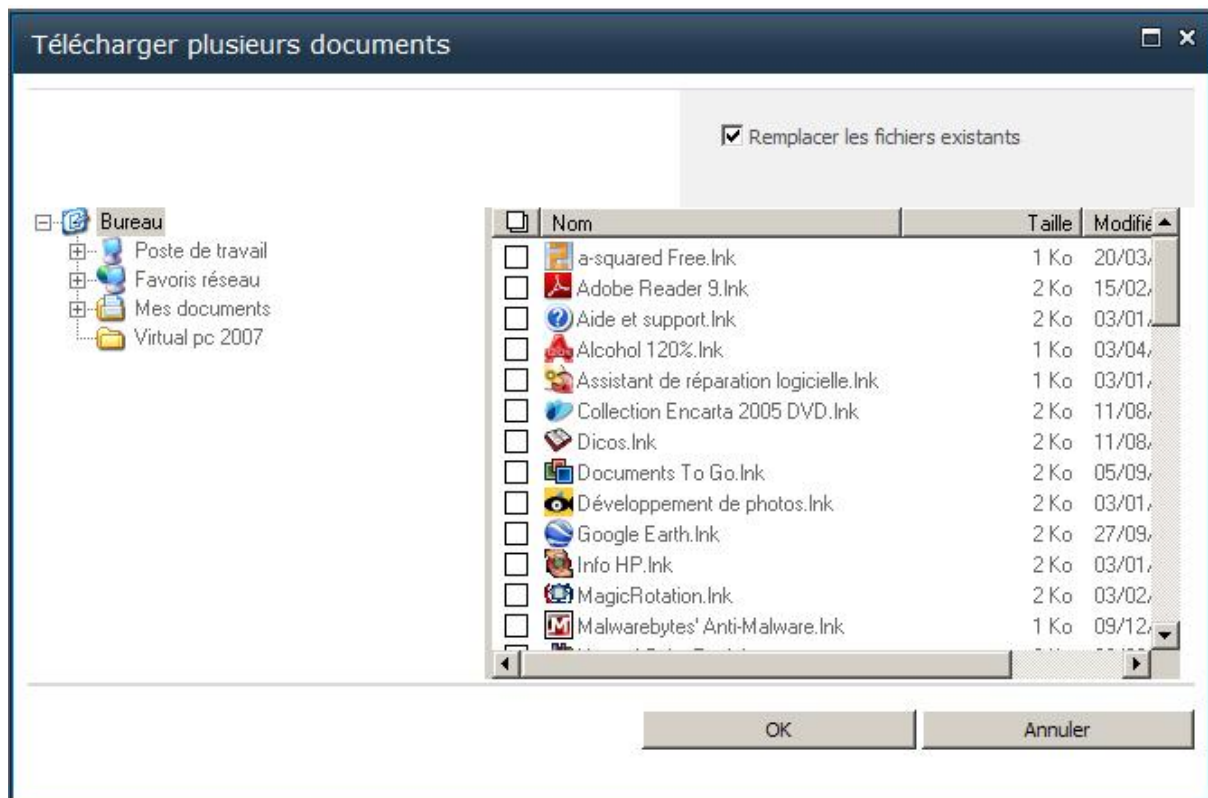 Télécharger plusieurs documents
Remplacer les fichiers existants
Bureau
Poste de travail
Favoris réseau
Mes documents
Virtual pc 2007
Nom Taille Modifié
a-squared Free.lnk 1 Ko 20/03/
Adobe Reader 9.lnk 2 Ko 15/02/
Aide et support.lnk 2 Ko 03/01/
Alcohol 120%.lnk 1 Ko 03/04/
Assistant de réparation logicielle.lnk 1 Ko 03/01/
Collection Encarta 2005 DVD.lnk 2 Ko 11/08/
Dicos.lnk 2 Ko 11/08/
Documents To Go.lnk 2 Ko 05/09/
Développement de photos.lnk 2 Ko 03/01/
Google Earth.lnk 2 Ko 27/09/
Info HP.lnk 2 Ko 03/01/
MagicRotation.lnk 2 Ko 03/02/
Malwarebytes' Anti-Malware.lnk 1 Ko 09/12/
OK Annuler